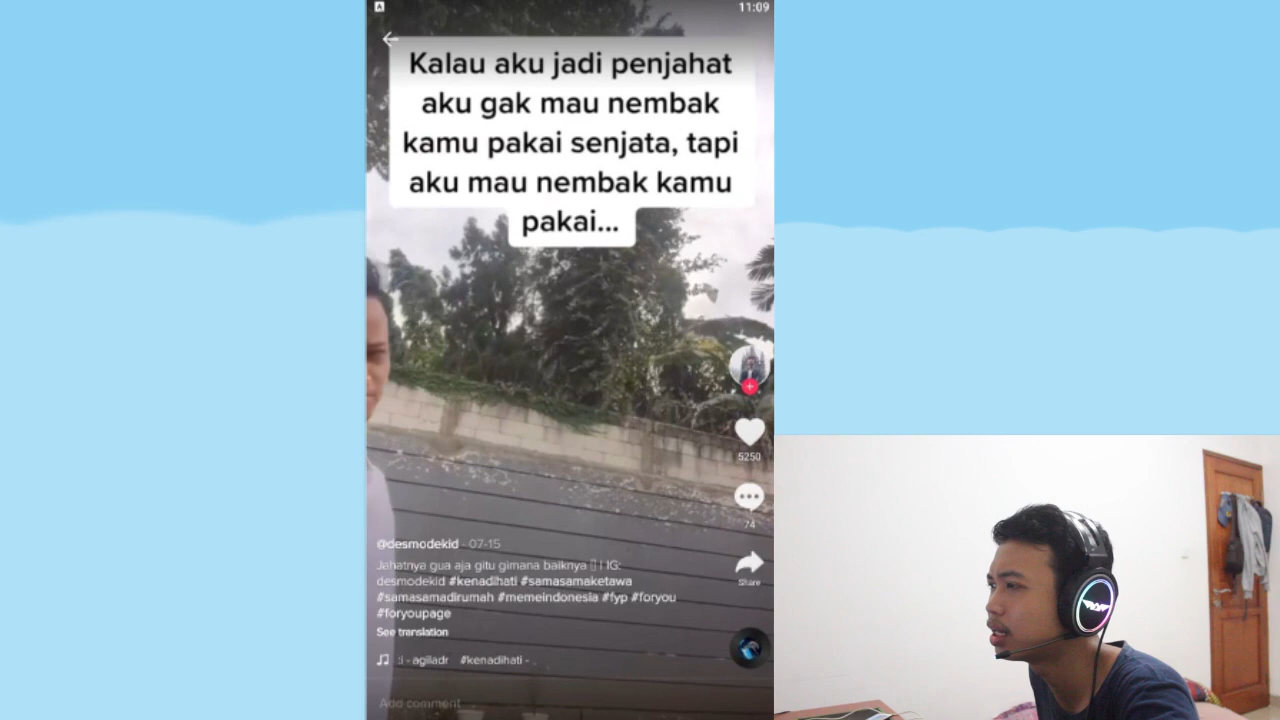 A
11:09
Kalau aku jadi penjahat
aku gak mau nembak
kamu pakai senjata, tapi
aku mau nembak kamu
pakai...
5250
74
Share
@desmodekid · 07-15
Jahatnya gua aja gitu gimana baiknya | IG:
desmodekid #kenadihati #samasamaketawa
#samasamadirumah #memeindonesia #fyp #foryou
#foryoupage
See translation
:i - agiladr #kenadihati -
Add comment